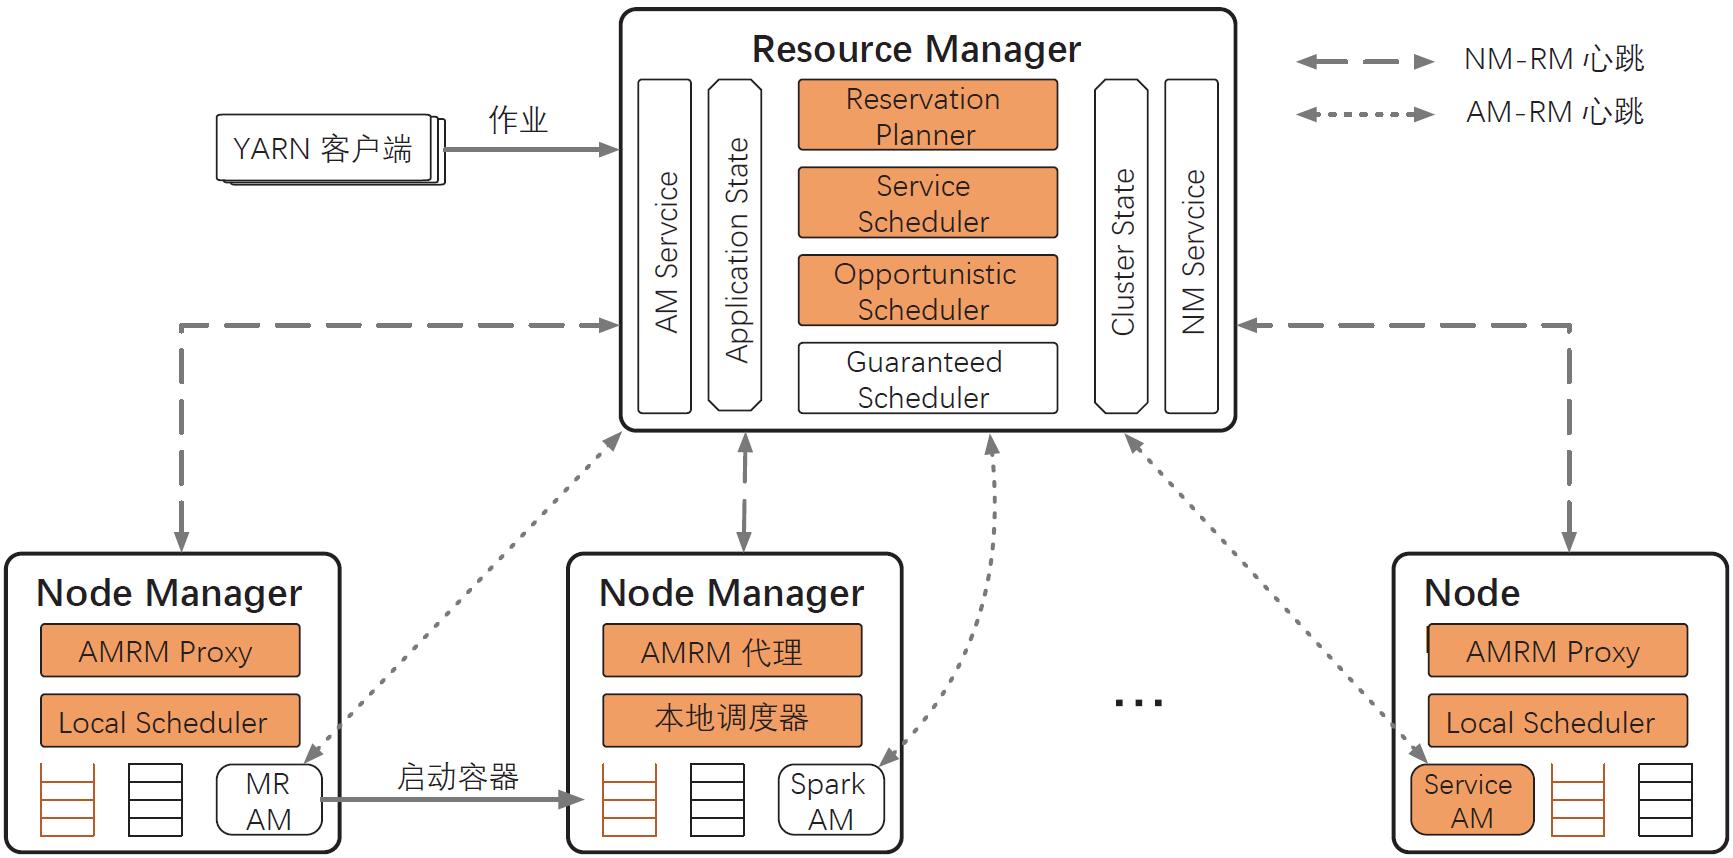 Resource Manager
NM-RM 心跳
AM-RM 心跳
YARN 客户端
作业
AM Servcice
Application State
Reservation
Planner
Service
Scheduler
Opportunistic
Scheduler
Guaranteed
Scheduler
Cluster State
NM Servcice
Node Manager
AMRM Proxy
Local Scheduler
MR
AM
启动容器
Node Manager
AMRM 代理
本地调度器
Spark
AM
...
Node
AMRM Proxy
Local Scheduler
Service
AM